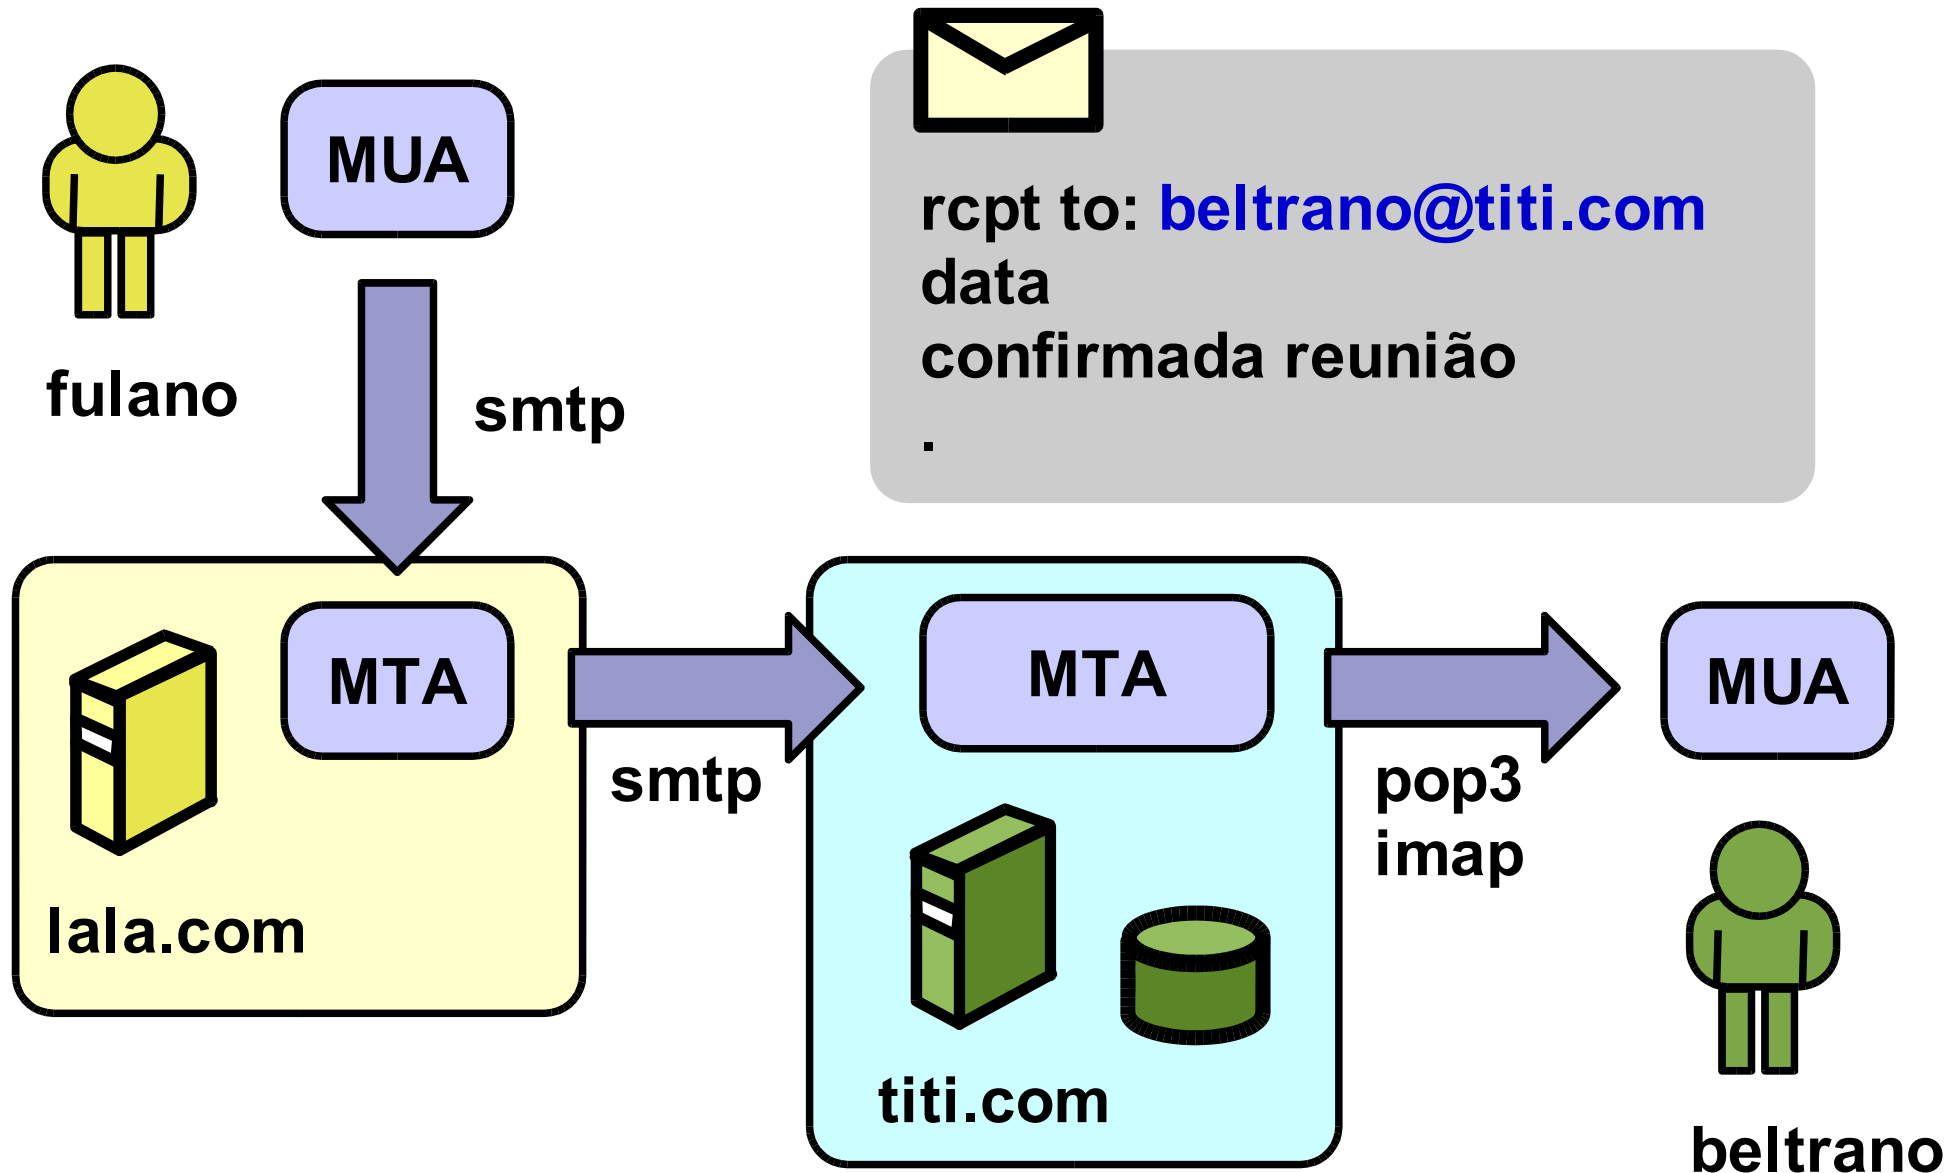 MUA
rcpt to: beltrano@titi.com
data
confirmada reunião
.
fulano
smtp
MTA
MTA
MUA
smtp
pop3
imap
lala.com
titi.com
beltrano